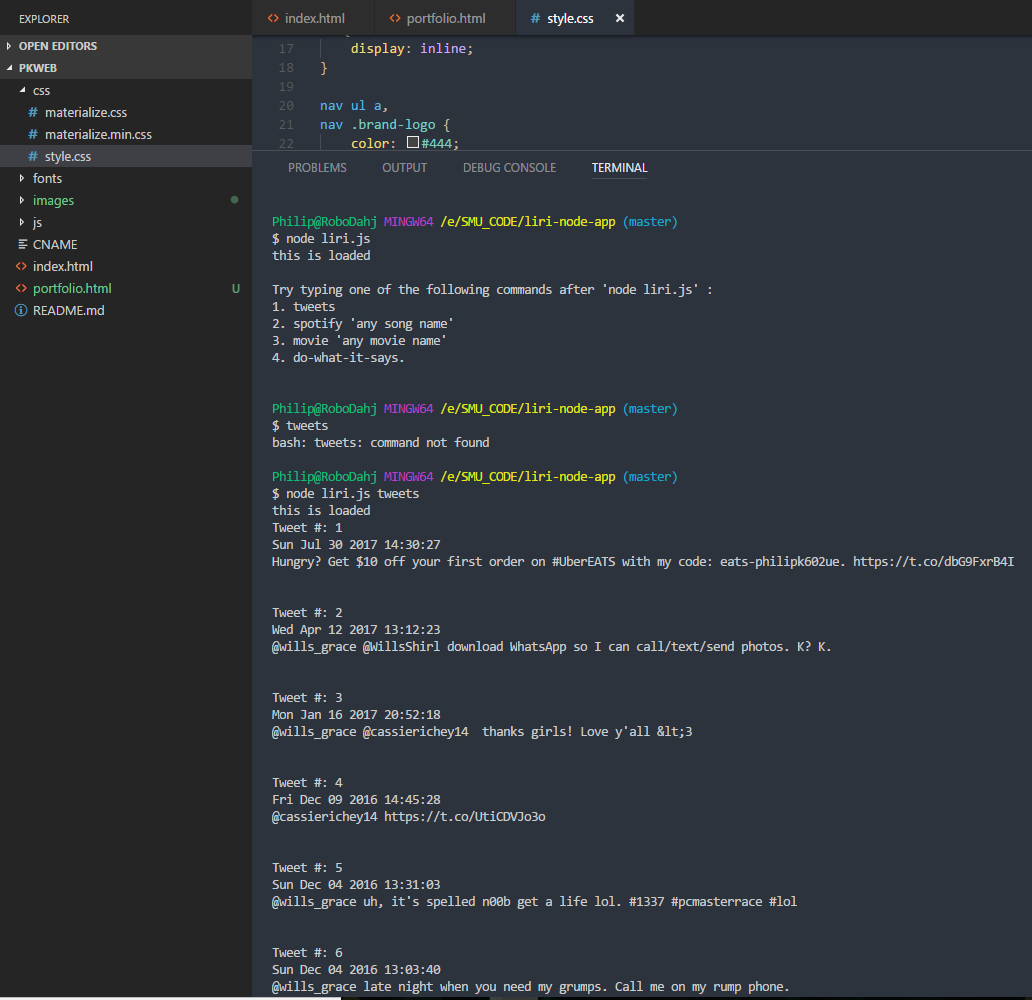 EXPLORER
OPEN EDITORS
PKWEB
css
# materialize.css
# materialize.min.css
# style.css
fonts
images
js
CNAME
<> index.html
<> portfolio.html U
README.md
<> index.html <> portfolio.html # style.css ×
17 display: inline;
18 }
19
20 nav ul a,
21 nav .brand-logo {
22 color: #444;
PROBLEMS OUTPUT DEBUG CONSOLE TERMINAL
Philip@RoboDahj MINGW64 /e/SMU_CODE/liri-node-app (master)
$ node liri.js
this is loaded
Try typing one of the following commands after 'node liri.js' :
1. tweets
2. spotify 'any song name'
3. movie 'any movie name'
4. do-what-it-says.
Philip@RoboDahj MINGW64 /e/SMU_CODE/liri-node-app (master)
$ tweets
bash: tweets: command not found
Philip@RoboDahj MINGW64 /e/SMU_CODE/liri-node-app (master)
$ node liri.js tweets
this is loaded
Tweet #: 1
Sun Jul 30 2017 14:30:27
Hungry? Get $10 off your first order on #UberEATS with my code: eats-philipk602ue. https://t.co/dbG9FxrB4I
Tweet #: 2
Wed Apr 12 2017 13:12:23
@wills_grace @WillsShirl download WhatsApp so I can call/text/send photos. K? K.
Tweet #: 3
Mon Jan 16 2017 20:52:18
@wills_grace @cassierichey14  thanks girls! Love y'all &lt;3
Tweet #: 4
Fri Dec 09 2016 14:45:28
@cassierichey14 https://t.co/UtiCDVJo3o
Tweet #: 5
Sun Dec 04 2016 13:31:03
@wills_grace uh, it's spelled n00b get a life lol. #1337 #pcmasterrace #lol
Tweet #: 6
Sun Dec 04 2016 13:03:40
@wills_grace late night when you need my grumps. Call me on my rump phone.